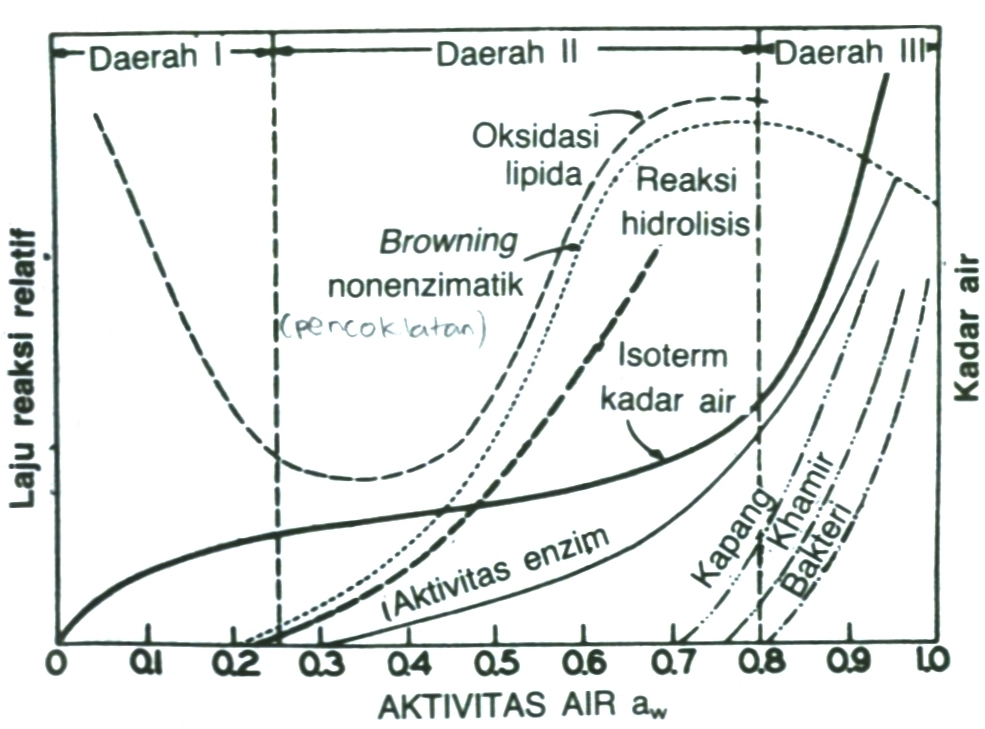 Daerah I
Daerah II
Daerah III
Oksidasi
lipida
Reaksi
hidrolisis
Browning
nonenzimatik
(pencoklatan)
Isoterm
kadar air
Aktivitas enzim
Kapang
Khamir
Bakteri
Laju reaksi relatif
Kadar air
0 0.1 0.2 0.3 0.4 0.5 0.6 0.7 0.8 0.9 1.0
AKTIVITAS AIR aw